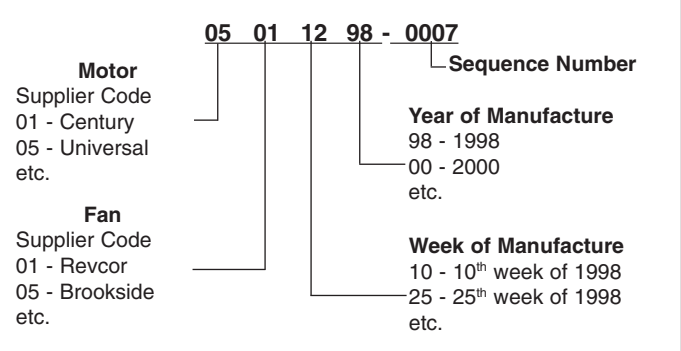 05 01 12 98 - 0007
Sequence Number
Motor
Supplier Code
01 - Century
05 - Universal
etc.
Fan
Supplier Code
01 - Revcor
05 - Brookside
etc.
Year of Manufacture
98 - 1998
00 - 2000
etc.
Week of Manufacture
10 - 10th week of 1998
25 - 25th week of 1998
etc.